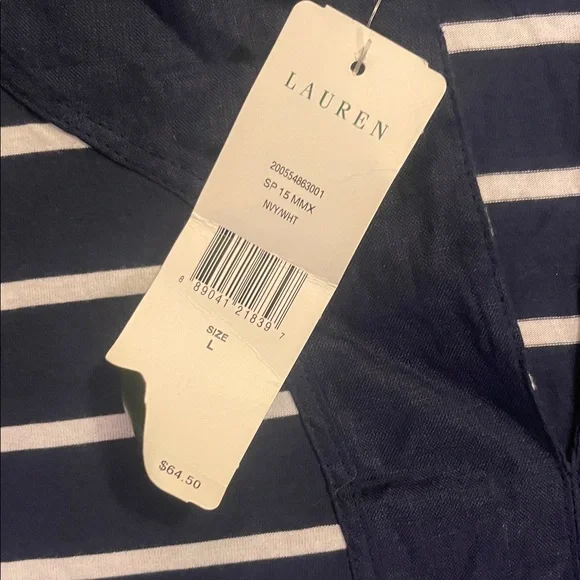 LAUREN
200554863001
SP 15 MMX
NVY/WHT
8 89041 21839 7
SIZE
L
$64.50